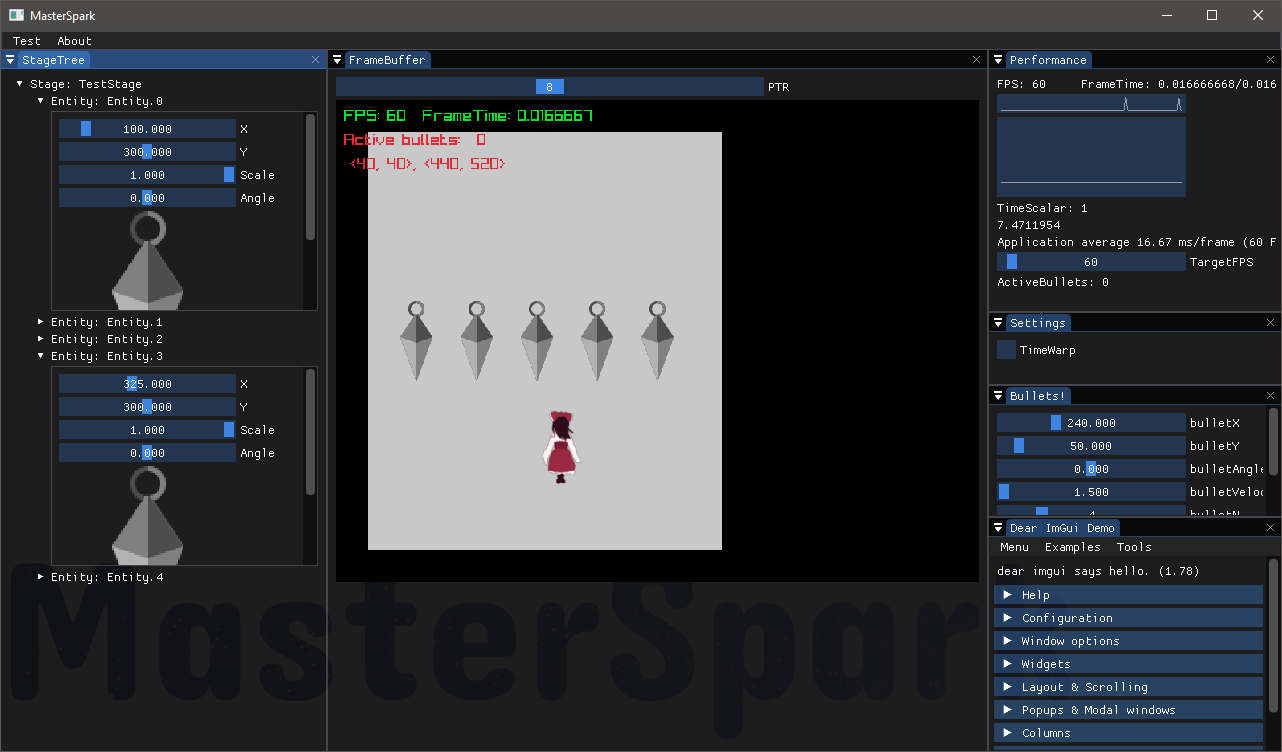 MasterSpark
Test About
StageTree
Stage: TestStage
Entity: Entity.0
100.000 X
300.000 Y
1.000 Scale
0.000 Angle
Entity: Entity.1
Entity: Entity.2
Entity: Entity.3
325.000 X
300.000 Y
1.000 Scale
0.000 Angle
Entity: Entity.4
FrameBuffer
8 PTR
FPS: 60 FrameTime: 0.0166667
Active bullets: 0
<40, 40>, <440, 520>
Performance
FPS: 60 FrameTime: 0.016666668/0.016
TimeScalar: 1
7.4711954
Application average 16.67 ms/frame (60 F
60 TargetFPS
ActiveBullets: 0
Settings
TimeWarp
Bullets!
240.000 bulletX
50.000 bulletY
0.000 bulletAngle
1.500 bulletVeloc
4 bulletN
Dear ImGui Demo
Menu Examples Tools
dear imgui says hello. (1.78)
Help
Configuration
Window options
Widgets
Layout & Scrolling
Popups & Modal windows
Columns
MasterSpar